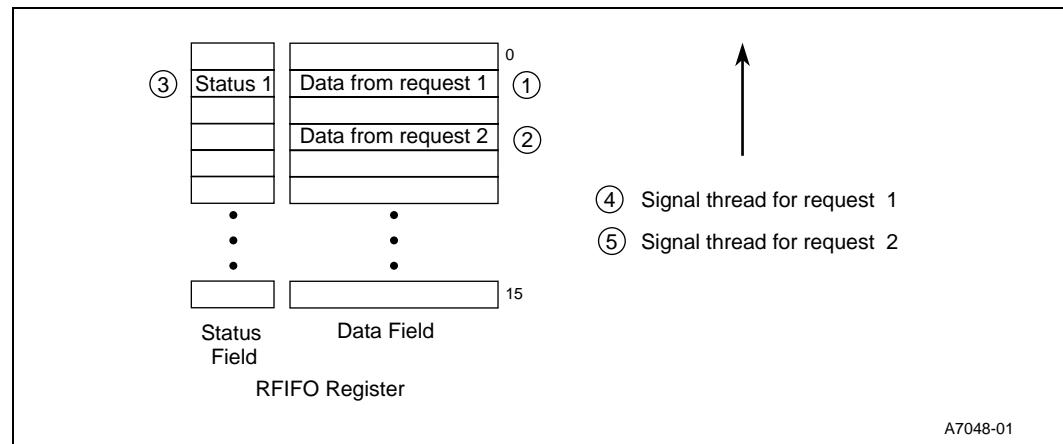 0
③ Status 1 Data from request 1 ①
Data from request 2 ②
④ Signal thread for request 1
⑤ Signal thread for request 2
15
Status
Field
Data Field
RFIFO Register
A7048-01